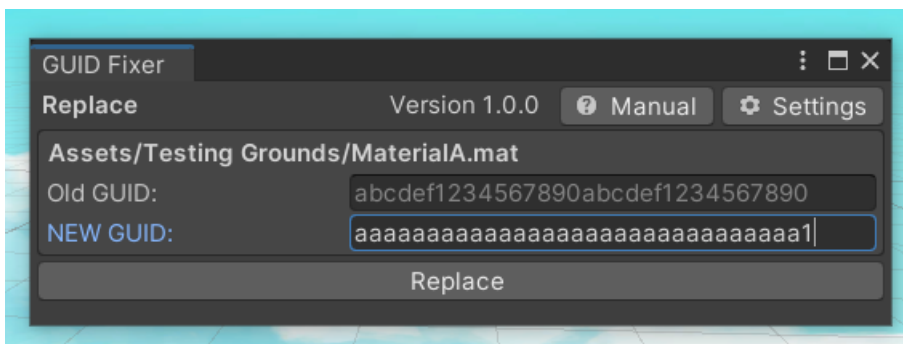 GUID Fixer
Replace Version 1.0.0 Manual Settings
Assets/Testing Grounds/MaterialA.mat
Old GUID: abcdef1234567890abcdef1234567890
NEW GUID: aaaaaaaaaaaaaaaaaaaaaaaaaaaaaaa1
Replace